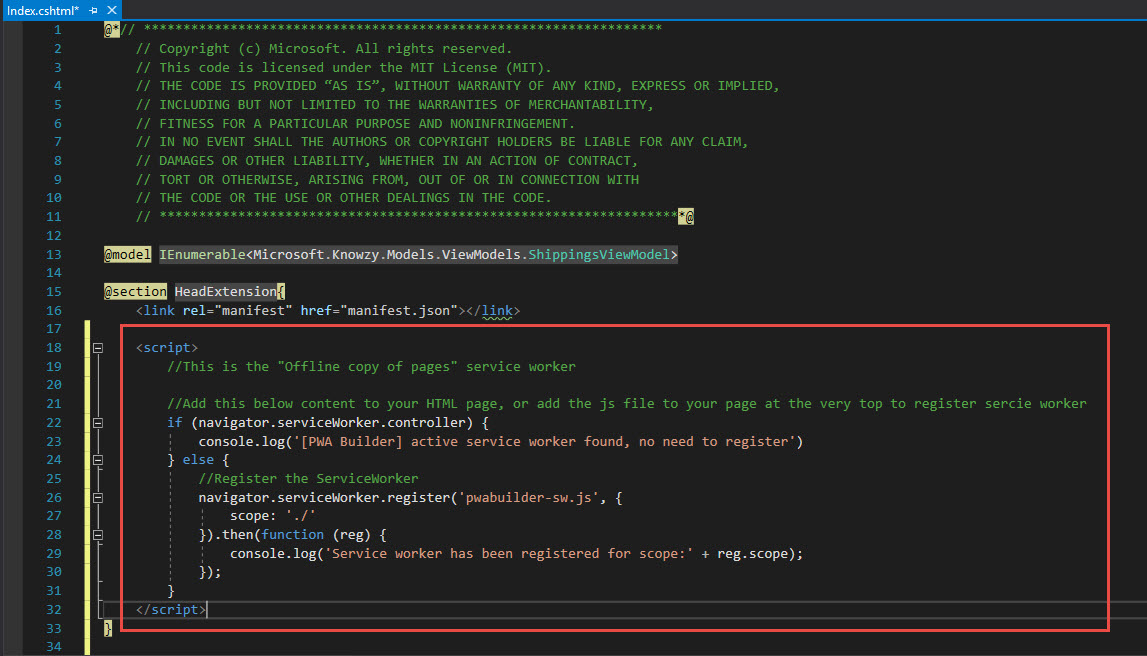 Index.cshtml*
1 @*// ******************************************************************
2 // Copyright (c) Microsoft. All rights reserved.
3 // This code is licensed under the MIT License (MIT).
4 // THE CODE IS PROVIDED “AS IS”, WITHOUT WARRANTY OF ANY KIND, EXPRESS OR IMPLIED,
5 // INCLUDING BUT NOT LIMITED TO THE WARRANTIES OF MERCHANTABILITY,
6 // FITNESS FOR A PARTICULAR PURPOSE AND NONINFRINGEMENT.
7 // IN NO EVENT SHALL THE AUTHORS OR COPYRIGHT HOLDERS BE LIABLE FOR ANY CLAIM,
8 // DAMAGES OR OTHER LIABILITY, WHETHER IN AN ACTION OF CONTRACT,
9 // TORT OR OTHERWISE, ARISING FROM, OUT OF OR IN CONNECTION WITH
10 // THE CODE OR THE USE OR OTHER DEALINGS IN THE CODE.
11 // *******************************************************************@
12
13 @model IEnumerable<Microsoft.Knowzy.Models.ViewModels.ShippingsViewModel>
14
15 @section HeadExtension{
16 <link rel="manifest" href="manifest.json"></link>
17
18 <script>
19 //This is the "Offline copy of pages" service worker
20
21 //Add this below content to your HTML page, or add the js file to your page at the very top to register sercie worker
22 if (navigator.serviceWorker.controller) {
23 console.log('[PWA Builder] active service worker found, no need to register')
24 } else {
25 //Register the ServiceWorker
26 navigator.serviceWorker.register('pwabuilder-sw.js', {
27 scope: './'
28 }).then(function (reg) {
29 console.log('Service worker has been registered for scope:' + reg.scope);
30 });
31 }
32 </script>
33 }
34